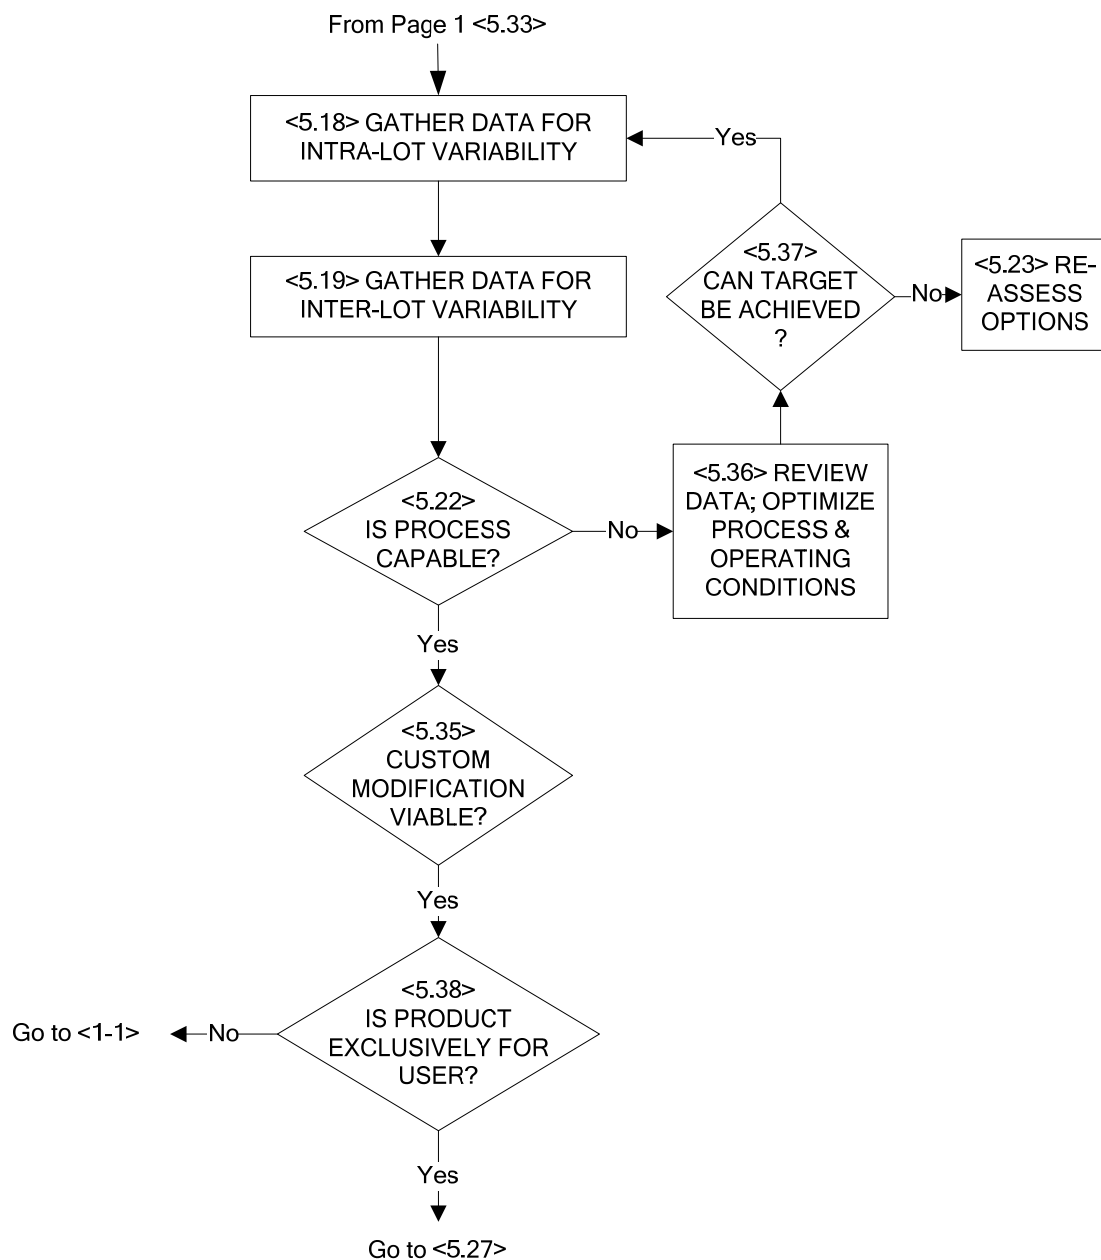 From Page 1 <5.33>
<5.18> GATHER DATA FOR
INTRA-LOT VARIABILITY
Yes
<5.19> GATHER DATA FOR
INTER-LOT VARIABILITY
<5.37>
CAN TARGET
BE ACHIEVED
?
No
<5.23> RE-
ASSESS
OPTIONS
<5.22>
IS PROCESS
CAPABLE?
No
<5.36> REVIEW
DATA; OPTIMIZE
PROCESS &
OPERATING
CONDITIONS
Yes
<5.35>
CUSTOM
MODIFICATION
VIABLE?
Yes
<5.38>
IS PRODUCT
EXCLUSIVELY FOR
USER?
No
Go to <1-1>
Yes
Go to <5.27>